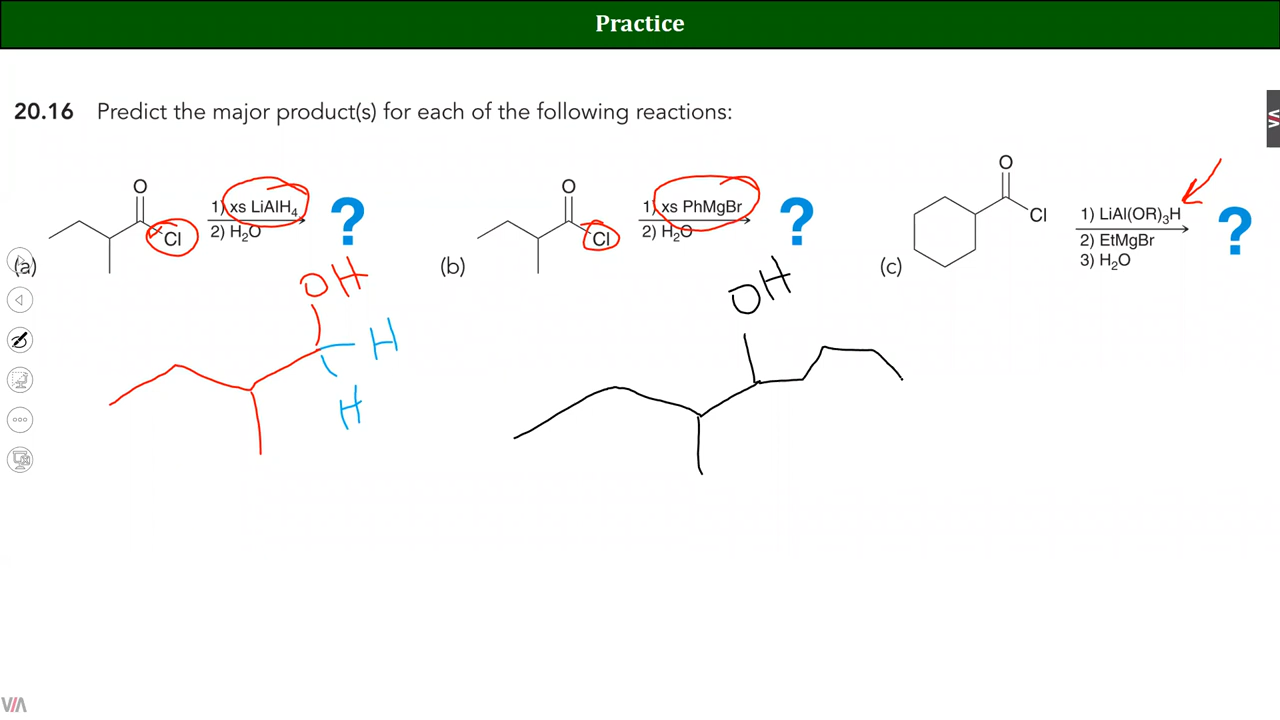 Practice
20.16 Predict the major product(s) for each of the following reactions:
O
Cl
1) xs LiAlH₄
2) H₂O
?
(a)
O
Cl
1) xs PhMgBr
2) H₂O
?
(b)
O
Cl
1) LiAl(OR)₃H
2) EtMgBr
3) H₂O
?
(c)
OH
H
H
OH
VIA